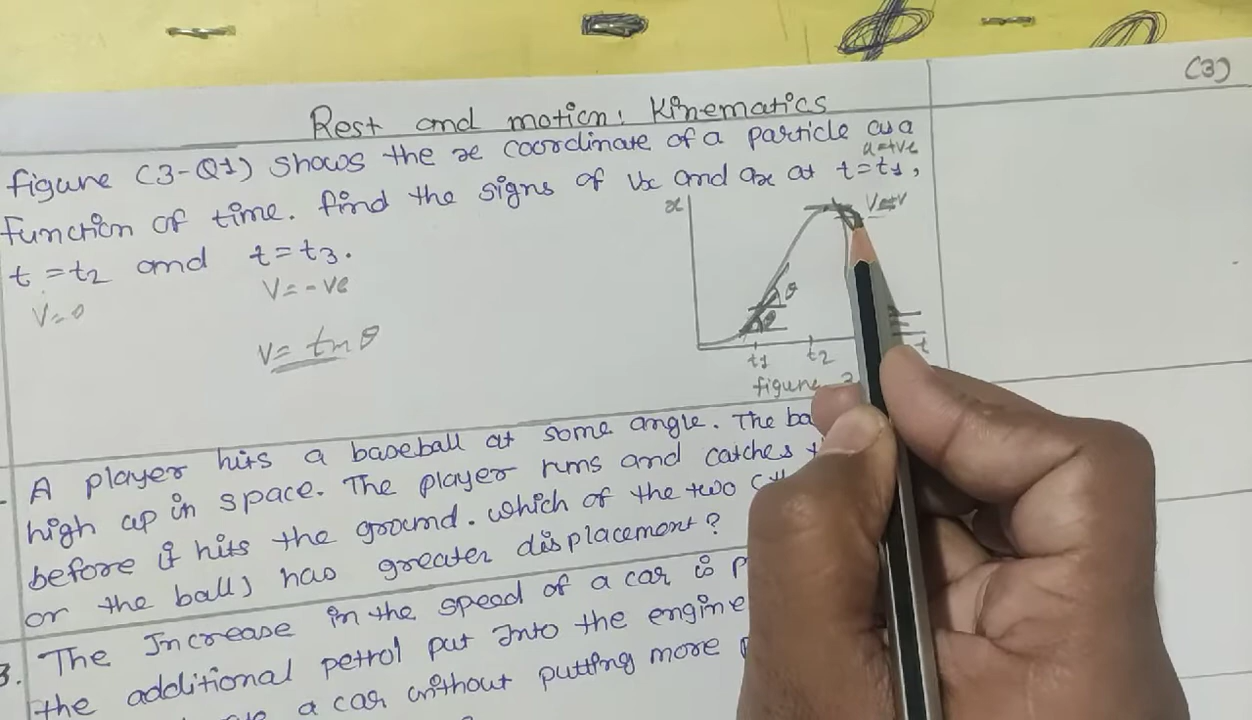 (3)
Rest and motion: Kinematics
figure (3-Q1) shows the x coordinate of a particle as a
a=+ve
function of time. find the signs of vx and ax at t=t1,
t=t2 and t=t3.
V=0
V=-ve
V= tanθ
x
θ
θ
t1
t2
t
figure 3
A player hits a baseball at some angle. The ba
high up in space. The player runs and catches
before it hits the ground. which of the two
or the ball) has greater displacement?
3. The Increase in the speed of a car is p
the additional petrol put into the engine
a car without putting more